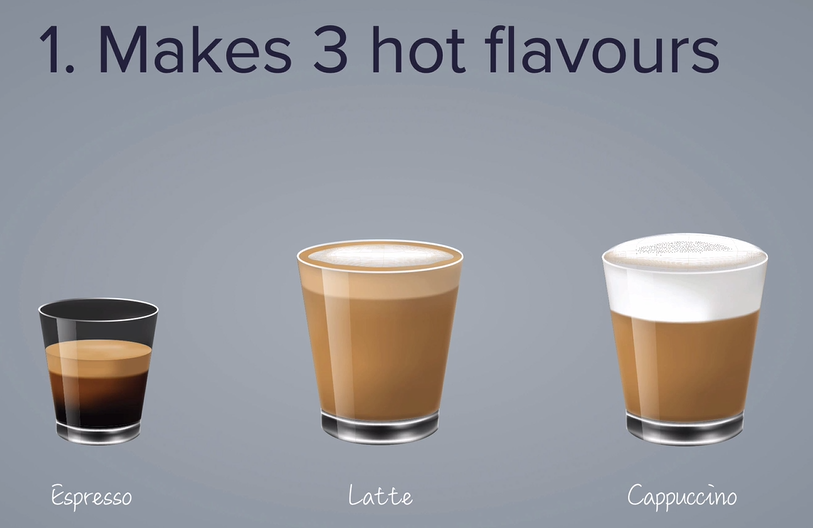 1. Makes 3 hot flavours
Espresso
Latte
Cappuccino